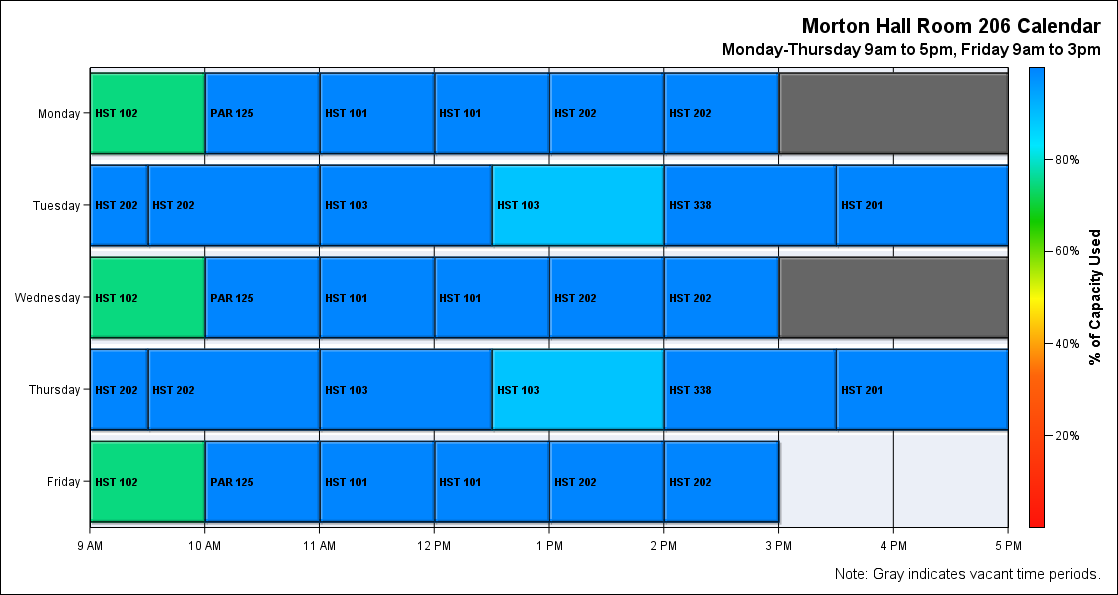 Morton Hall Room 206 Calendar
Monday-Thursday 9am to 5pm, Friday 9am to 3pm
Monday HST 102 PAR 125 HST 101 HST 101 HST 202 HST 202
Tuesday HST 202 HST 202 HST 103 HST 103 HST 338 HST 201
Wednesday HST 102 PAR 125 HST 101 HST 101 HST 202 HST 202
Thursday HST 202 HST 202 HST 103 HST 103 HST 338 HST 201
Friday HST 102 PAR 125 HST 101 HST 101 HST 202 HST 202
9 AM 10 AM 11 AM 12 PM 1 PM 2 PM 3 PM 4 PM 5 PM
80%
60%
40%
20%
% of Capacity Used
Note: Gray indicates vacant time periods.